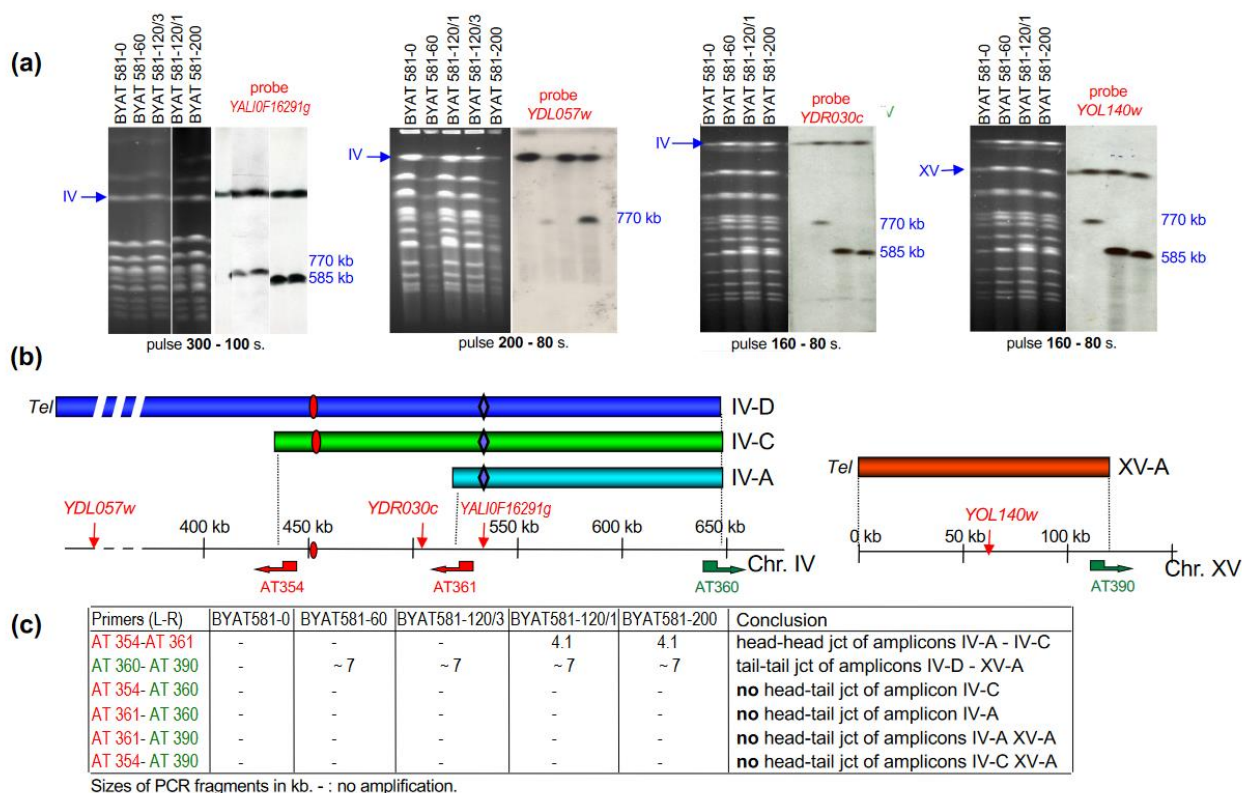 (a)
BYAT 581-0
BYAT 581-60
BYAT 581-120/3
BYAT 581-120/1
BYAT 581-200
probe
YALI0F16291g
IV
770 kb
585 kb
pulse 300 - 100 s.
BYAT 581-0
BYAT 581-60
BYAT 581-120/1
BYAT 581-120/3
BYAT 581-200
probe
YDL057w
IV
770 kb
pulse 200 - 80 s.
BYAT 581-0
BYAT 581-60
BYAT 581-120/1
BYAT 581-200
probe
YDR030c
√
IV
770 kb
585 kb
pulse 160 - 80 s.
BYAT 581-0
BYAT 581-60
BYAT 581-120/1
BYAT 581-200
probe
YOL140w
XV
770 kb
585 kb
pulse 160 - 80 s.
(b)
Tel
IV-D
IV-C
IV-A
YDL057w
YDR030c
YALI0F16291g
400 kb
450 kb
550 kb
600 kb
650 kb
Chr. IV
AT354
AT361
AT360
Tel
XV-A
YOL140w
0 kb
50 kb
100 kb
Chr. XV
AT390
(c)
Primers (L-R) BYAT581-0 BYAT581-60 BYAT581-120/3 BYAT581-120/1 BYAT581-200 Conclusion
AT 354-AT 361 - - - 4.1 4.1 head-head jct of amplicons IV-A - IV-C
AT 360- AT 390 - ~ 7 ~ 7 ~ 7 ~ 7 tail-tail jct of amplicons IV-D - XV-A
AT 354- AT 360 - - - - - no head-tail jct of amplicon IV-C
AT 361- AT 360 - - - - - no head-tail jct of amplicon IV-A
AT 361- AT 390 - - - - - no head-tail jct of amplicons IV-A XV-A
AT 354- AT 390 - - - - - no head-tail jct of amplicons IV-C XV-A
Sizes of PCR fragments in kb. - : no amplification.